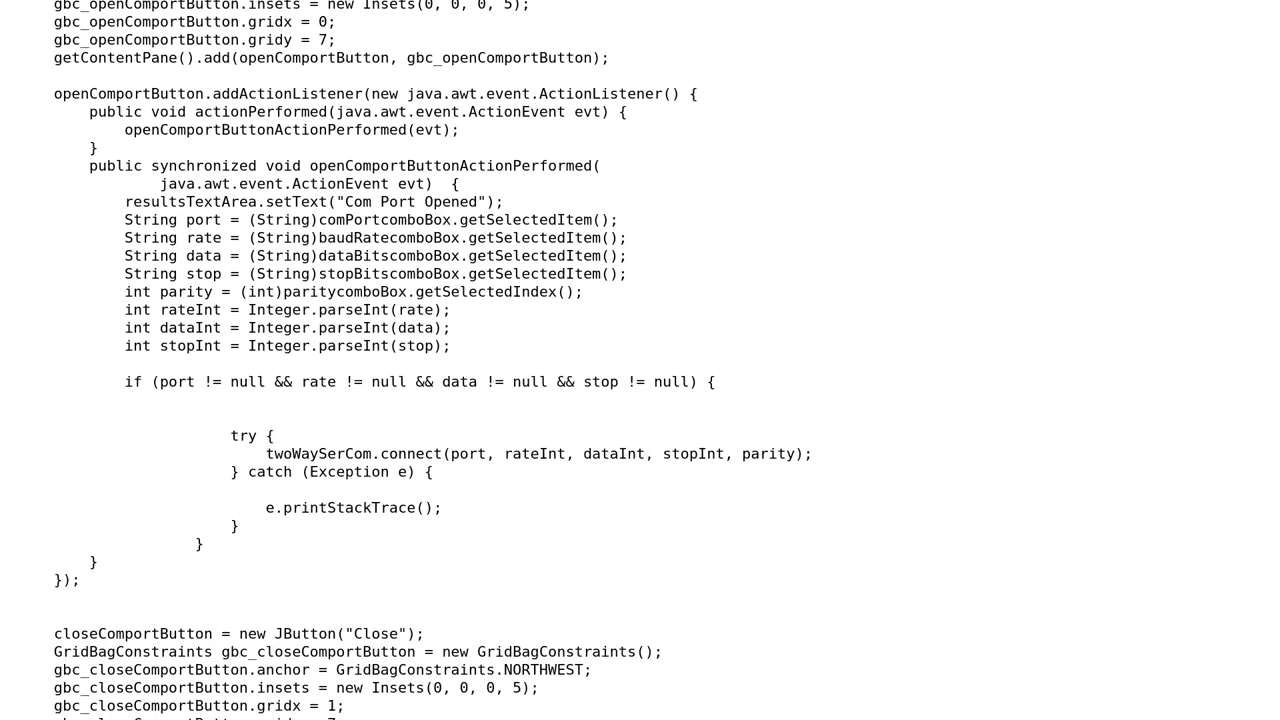 gbc_openComportButton.insets = new Insets(0, 0, 0, 5);
gbc_openComportButton.gridx = 0;
gbc_openComportButton.gridy = 7;
getContentPane().add(openComportButton, gbc_openComportButton);
openComportButton.addActionListener(new java.awt.event.ActionListener() {
public void actionPerformed(java.awt.event.ActionEvent evt) {
openComportButtonActionPerformed(evt);
}
public synchronized void openComportButtonActionPerformed(
java.awt.event.ActionEvent evt)  {
resultsTextArea.setText("Com Port Opened");
String port = (String)comPortcomboBox.getSelectedItem();
String rate = (String)baudRatecomboBox.getSelectedItem();
String data = (String)dataBitscomboBox.getSelectedItem();
String stop = (String)stopBitscomboBox.getSelectedItem();
int parity = (int)paritycomboBox.getSelectedIndex();
int rateInt = Integer.parseInt(rate);
int dataInt = Integer.parseInt(data);
int stopInt = Integer.parseInt(stop);
if (port != null && rate != null && data != null && stop != null) {
try {
twoWaySerCom.connect(port, rateInt, dataInt, stopInt, parity);
} catch (Exception e) {
e.printStackTrace();
}
}
}
});
closeComportButton = new JButton("Close");
GridBagConstraints gbc_closeComportButton = new GridBagConstraints();
gbc_closeComportButton.anchor = GridBagConstraints.NORTHWEST;
gbc_closeComportButton.insets = new Insets(0, 0, 0, 5);
gbc_closeComportButton.gridx = 1;